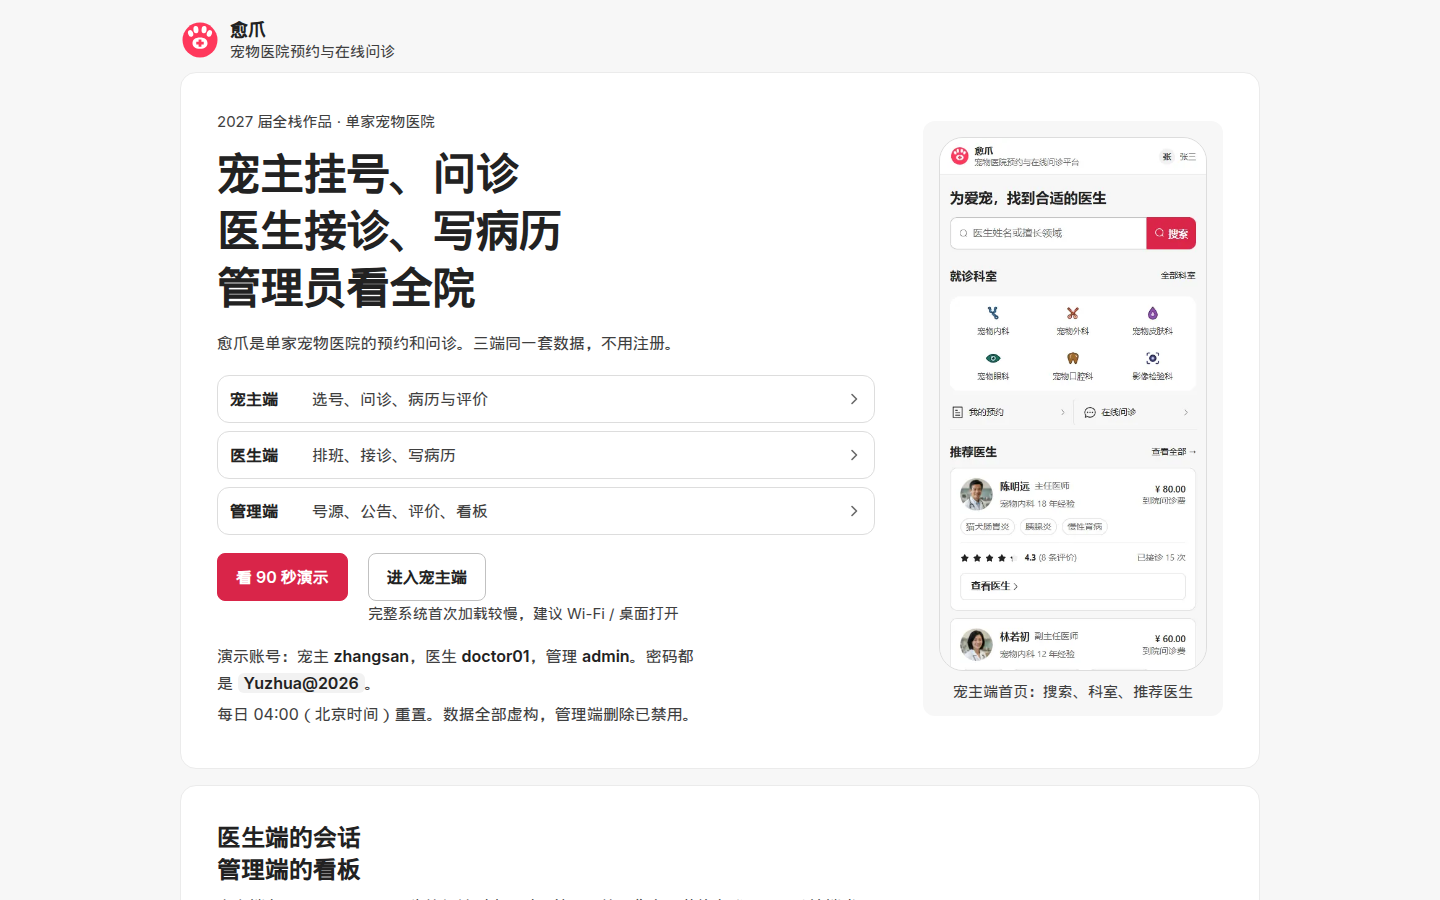 愈爪
宠物医院预约与在线问诊
2027 届全栈作品 · 单家宠物医院
宠主挂号、问诊
医生接诊、写病历
管理员看全院
愈爪是单家宠物医院的预约和问诊。三端同一套数据，不用注册。
宠主端 选号、问诊、病历与评价
医生端 排班、接诊、写病历
管理端 号源、公告、评价、看板
看 90 秒演示
进入宠主端
完整系统首次加载较慢，建议 Wi-Fi / 桌面打开
演示账号：宠主 zhangsan，医生 doctor01，管理 admin。密码都
是 Yuzhua@2026。
每日 04:00（北京时间）重置。数据全部虚构，管理端删除已禁用。
愈爪
宠物医院预约与在线问诊平台
张 张三
为爱宠，找到合适的医生
医生姓名或擅长领域
搜索
就诊科室
全部科室
宠物内科
宠物外科
宠物皮肤科
宠物眼科
宠物口腔科
影像检验科
我的预约
在线问诊
推荐医生
查看全部 →
陈明远 主任医师
¥ 80.00
宠物内科 18 年经验
到院问诊费
猫犬肠胃炎
胰腺炎
慢性肾病
4.3 (6 条评价)
已接诊 15 次
查看医生
林若初 副主任医师
¥ 60.00
宠物内科 12 年经验
到院问诊费
宠主端首页：搜索、科室、推荐医生
医生端的会话
管理端的看板